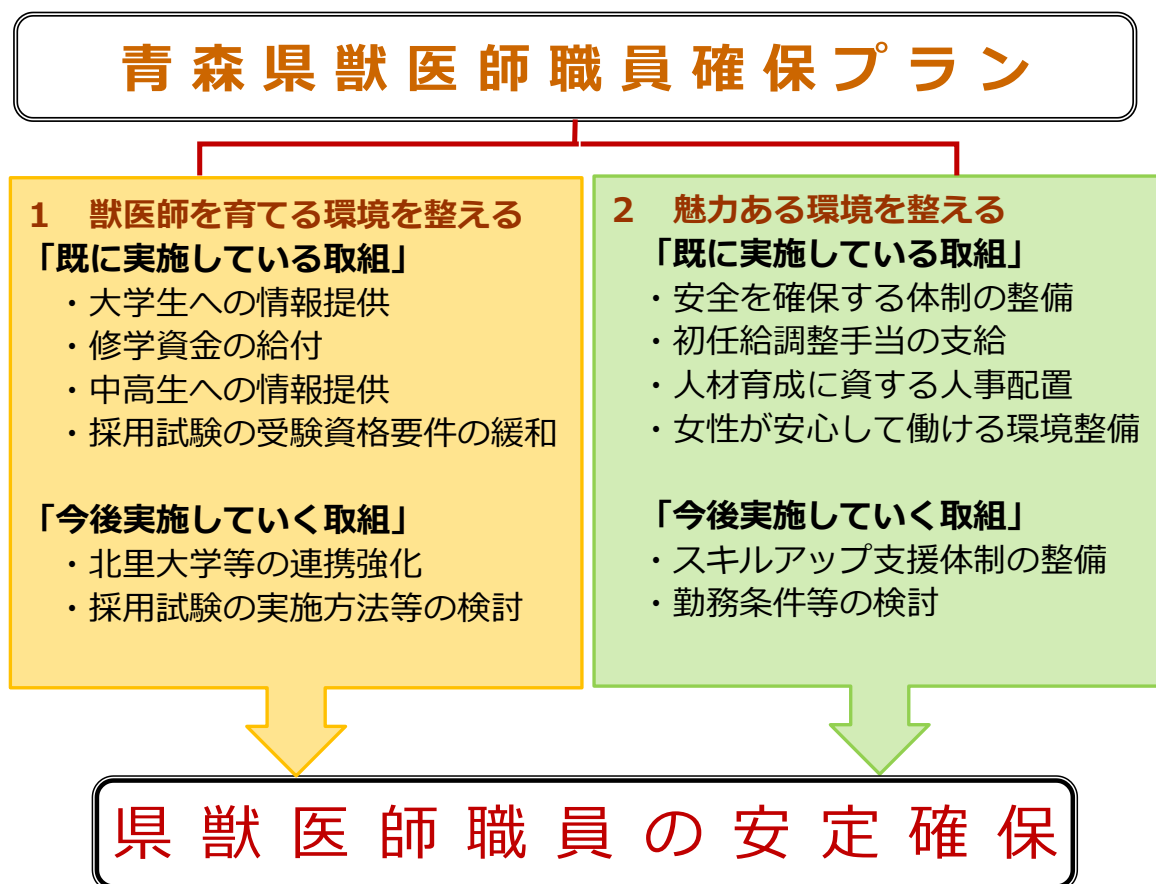 青森県獣医師職員確保プラン
1 獣医師を育てる環境を整える
「既に実施している取組」
・大学生への情報提供
・修学資金の給付
・中高生への情報提供
・採用試験の受験資格要件の緩和
「今後実施していく取組」
・北里大学等の連携強化
・採用試験の実施方法等の検討
2 魅力ある環境を整える
「既に実施している取組」
・安全を確保する体制の整備
・初任給調整手当の支給
・人材育成に資する人事配置
・女性が安心して働ける環境整備
「今後実施していく取組」
・スキルアップ支援体制の整備
・勤務条件等の検討
県獣医師職員の安定確保